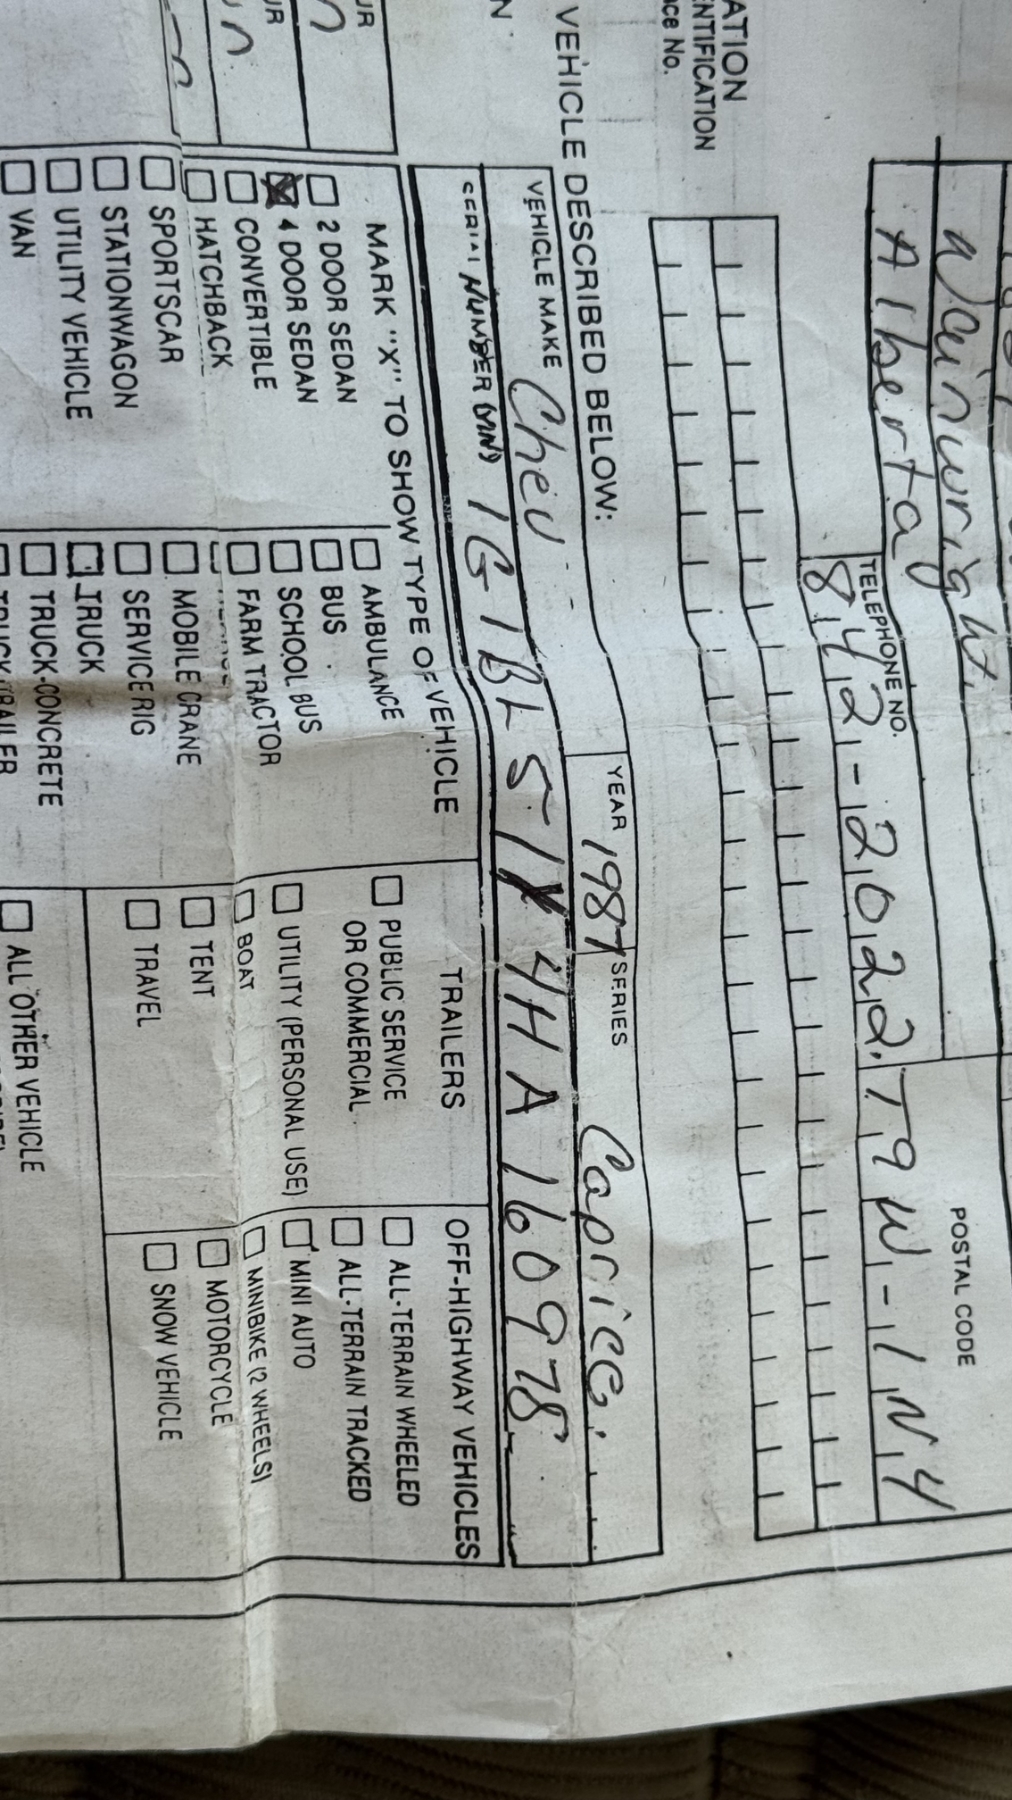 Wainwright.
Alberta
TELEPHONE NO.
POSTAL CODE
842-2022. T9W-1N4
ATION
ENTIFICATION
ace No.
VEHICLE DESCRIBED BELOW:
VEHICLE MAKE Chev
YEAR 1987
SERIES Caprice.
SERIAL NUMBER (VIN) 1G1BL514HA160978
MARK "X" TO SHOW TYPE OF VEHICLE
TRAILERS
OFF-HIGHWAY VEHICLES
2 DOOR SEDAN
4 DOOR SEDAN
CONVERTIBLE
HATCHBACK
SPORTSCAR
STATIONWAGON
UTILITY VEHICLE
VAN
AMBULANCE
BUS
SCHOOL BUS
FARM TRACTOR
MOBILE CRANE
SERVICE RIG
TRUCK
TRUCK-CONCRETE
PUBLIC SERVICE
OR COMMERCIAL
UTILITY (PERSONAL USE)
BOAT
TENT
TRAVEL
ALL-TERRAIN WHEELED
ALL-TERRAIN TRACKED
MINI AUTO
MINIBIKE (2 WHEELS)
MOTORCYCLE
SNOW VEHICLE
ALL OTHER VEHICLE